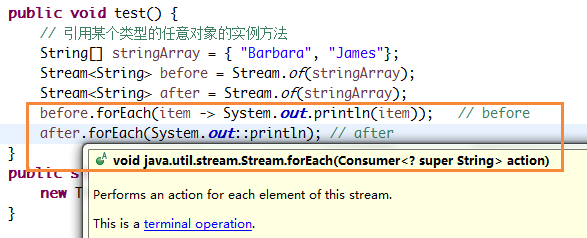 public void test() {
// 引用某个类型的任意对象的实例方法
String[] stringArray = { "Barbara", "James"};
Stream<String> before = Stream.of(stringArray);
Stream<String> after = Stream.of(stringArray);
before.forEach(item -> System.out.println(item));   // before
after.forEach(System.out::println); // after
}
void java.util.stream.Stream.forEach(Consumer<? super String> action)
public s
new T
Performs an action for each element of this stream.
}
This is a terminal operation.